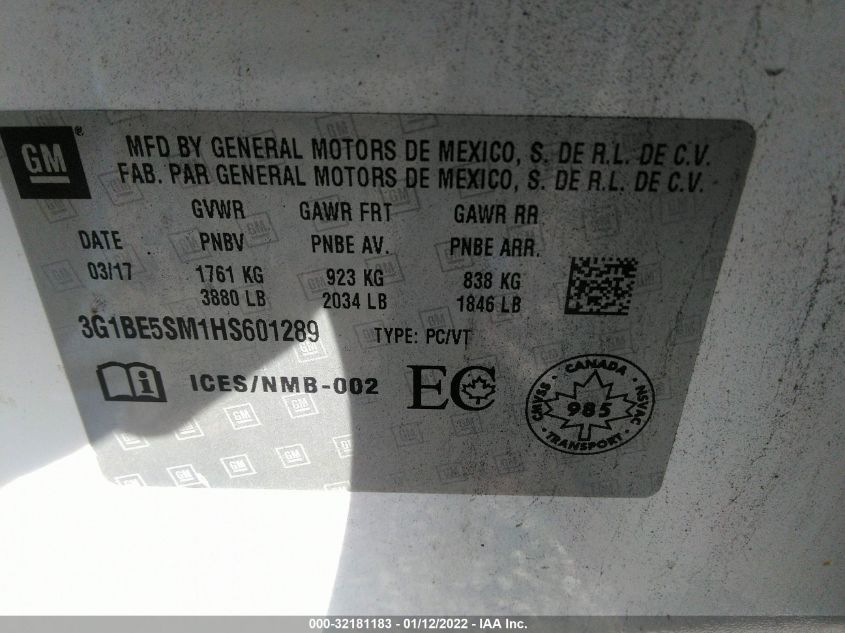 GM ®
MFD BY GENERAL MOTORS DE MEXICO, S. DE R.L. DE C.V.
FAB. PAR GENERAL MOTORS DE MEXICO, S. DE R.L. DE C.V.
GVWR GAWR FRT GAWR RR
DATE PNBV PNBE AV. PNBE ARR.
03/17 1761 KG 923 KG 838 KG
3880 LB 2034 LB 1846 LB
3G1BE5SM1HS601289 TYPE: PC/VT
i ICES/NMB-002 EC
CANADA
CMVSS 985 NSVAC
• TRANSPORT •
000-32181183 - 01/12/2022 - IAA Inc.